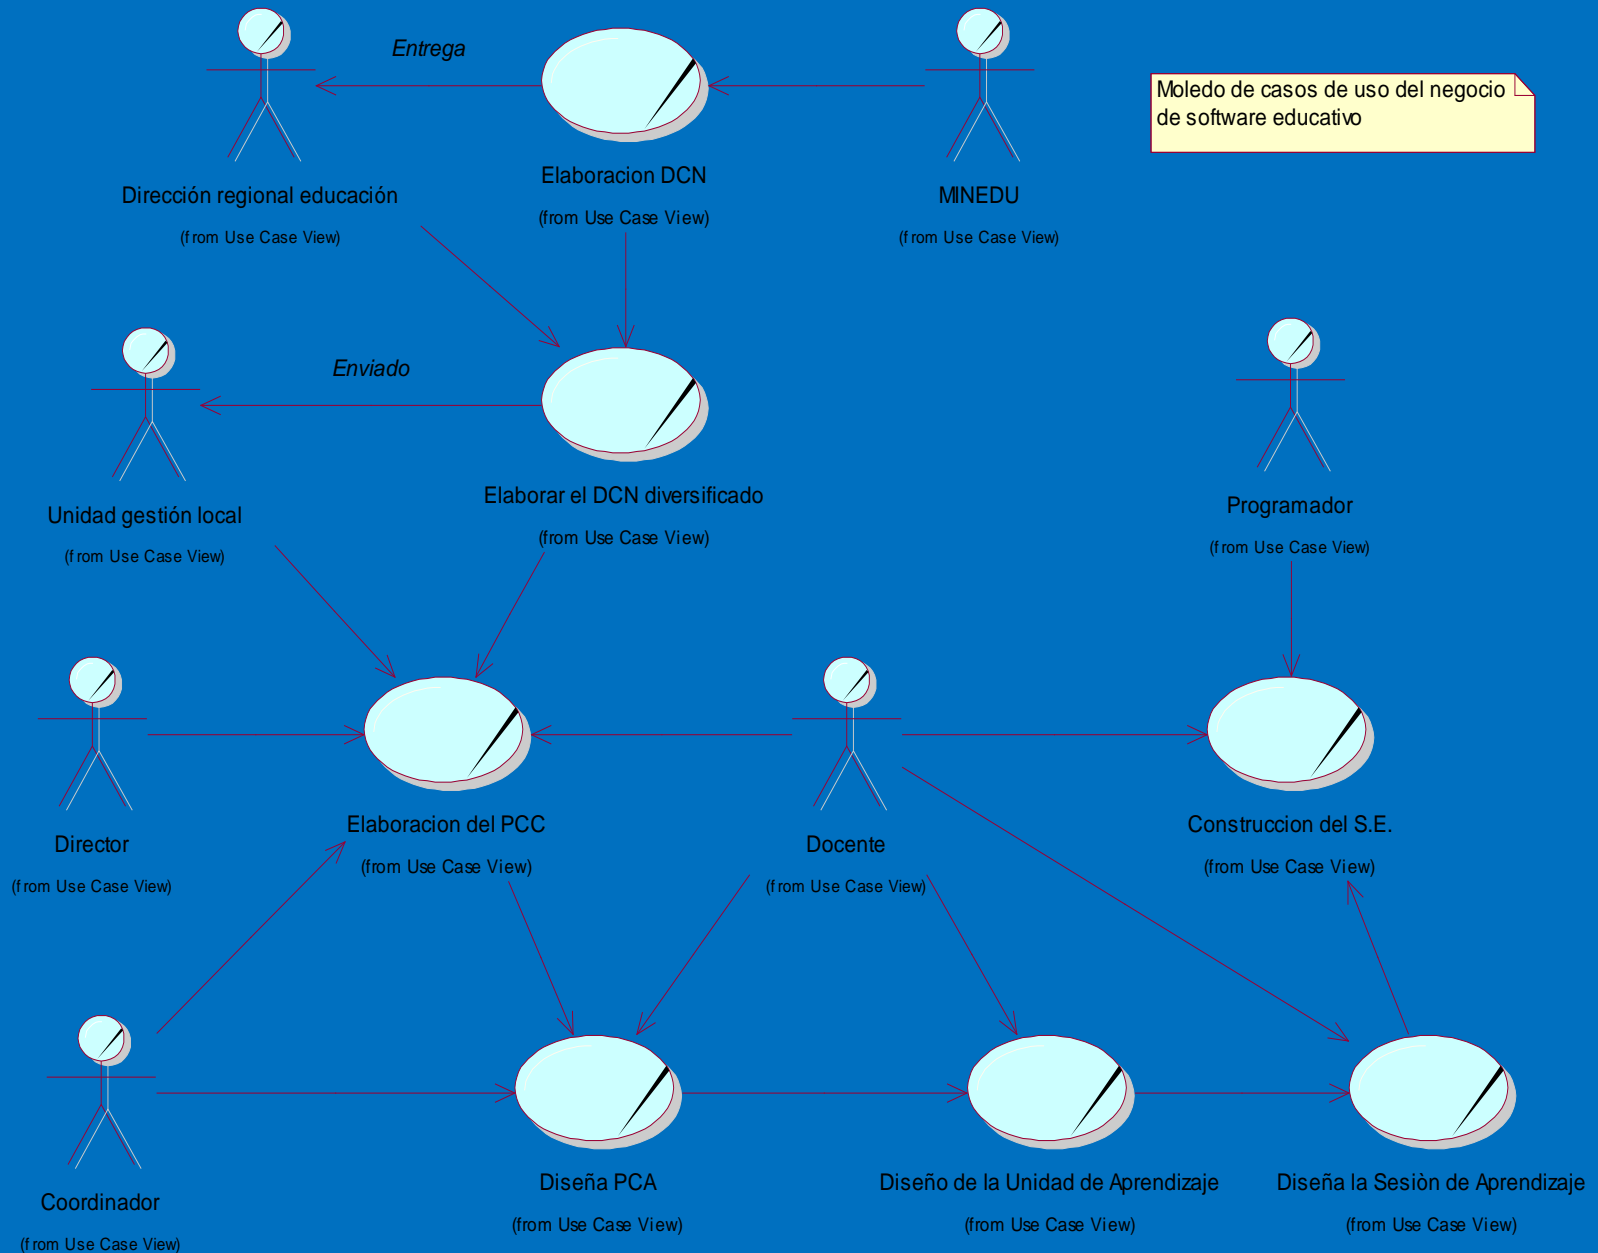 Entrega
Moledo de casos de uso del negocio
de software educativo
Elaboracion DCN
(from Use Case View)
Dirección regional educación
(from Use Case View)
MINEDU
(from Use Case View)
Enviado
Elaborar el DCN diversificado
(from Use Case View)
Unidad gestión local
(from Use Case View)
Programador
(from Use Case View)
Director
(from Use Case View)
Elaboracion del PCC
(from Use Case View)
Docente
(from Use Case View)
Construccion del S.E.
(from Use Case View)
Coordinador
(from Use Case View)
Diseña PCA
(from Use Case View)
Diseño de la Unidad de Aprendizaje
(from Use Case View)
Diseña la Sesiòn de Aprendizaje
(from Use Case View)